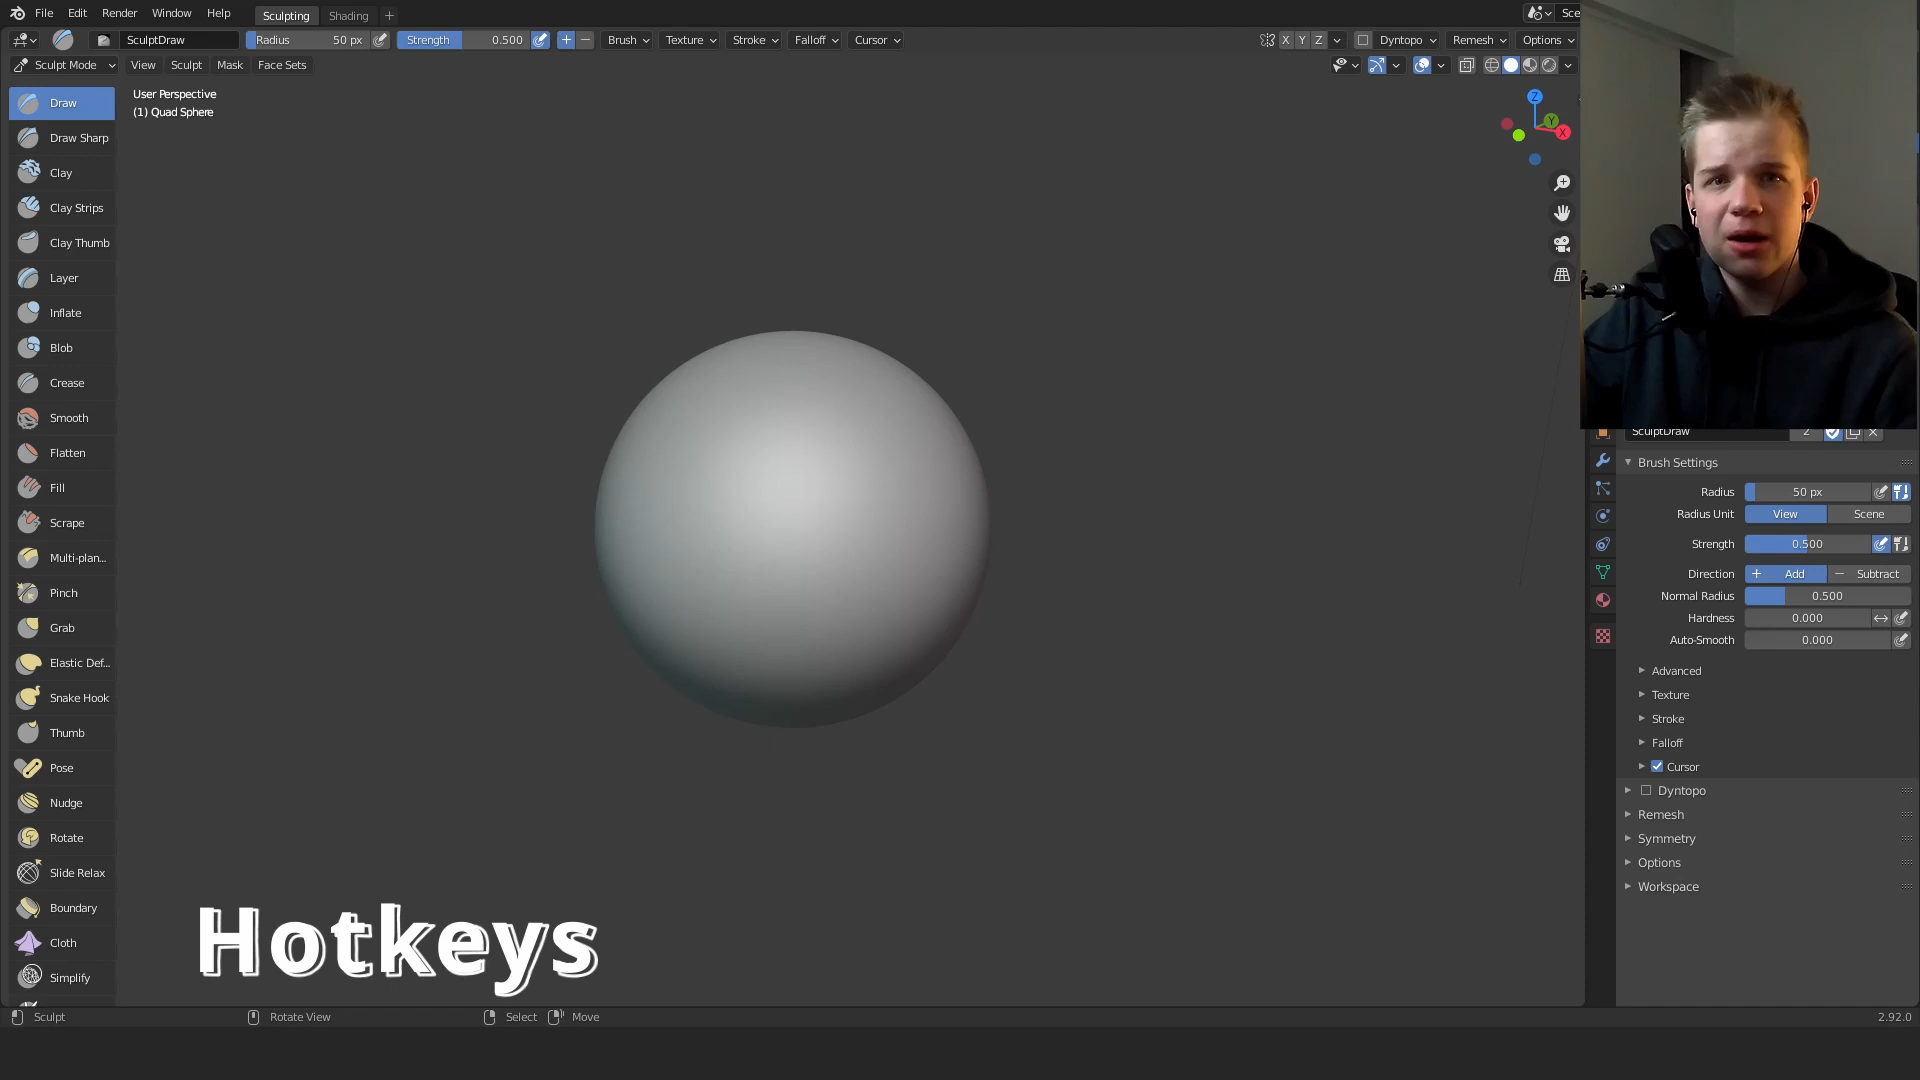 File Edit Render Window Help Sculpting Shading + Sce
SculptDraw Radius 50 px Strength 0.500 + − Brush Texture Stroke Falloff Cursor X Y Z Dyntopo Remesh Options
Sculpt Mode View Sculpt Mask Face Sets
User Perspective
(1) Quad Sphere
Z
Y
X
Draw
Draw Sharp
Clay
Clay Strips
Clay Thumb
Layer
Inflate
Blob
Crease
Smooth
Flatten
Fill
Scrape
Multi-plan...
Pinch
Grab
Elastic Def...
Snake Hook
Thumb
Pose
Nudge
Rotate
Slide Relax
Boundary
Cloth
Simplify
SculptDraw 2
Brush Settings
Radius 50 px
Radius Unit View Scene
Strength 0.500
Direction + Add − Subtract
Normal Radius 0.500
Hardness 0.000
Auto-Smooth 0.000
Advanced
Texture
Stroke
Falloff
Cursor
Dyntopo
Remesh
Symmetry
Options
Workspace
Hotkeys
Sculpt Rotate View Select Move 2.92.0